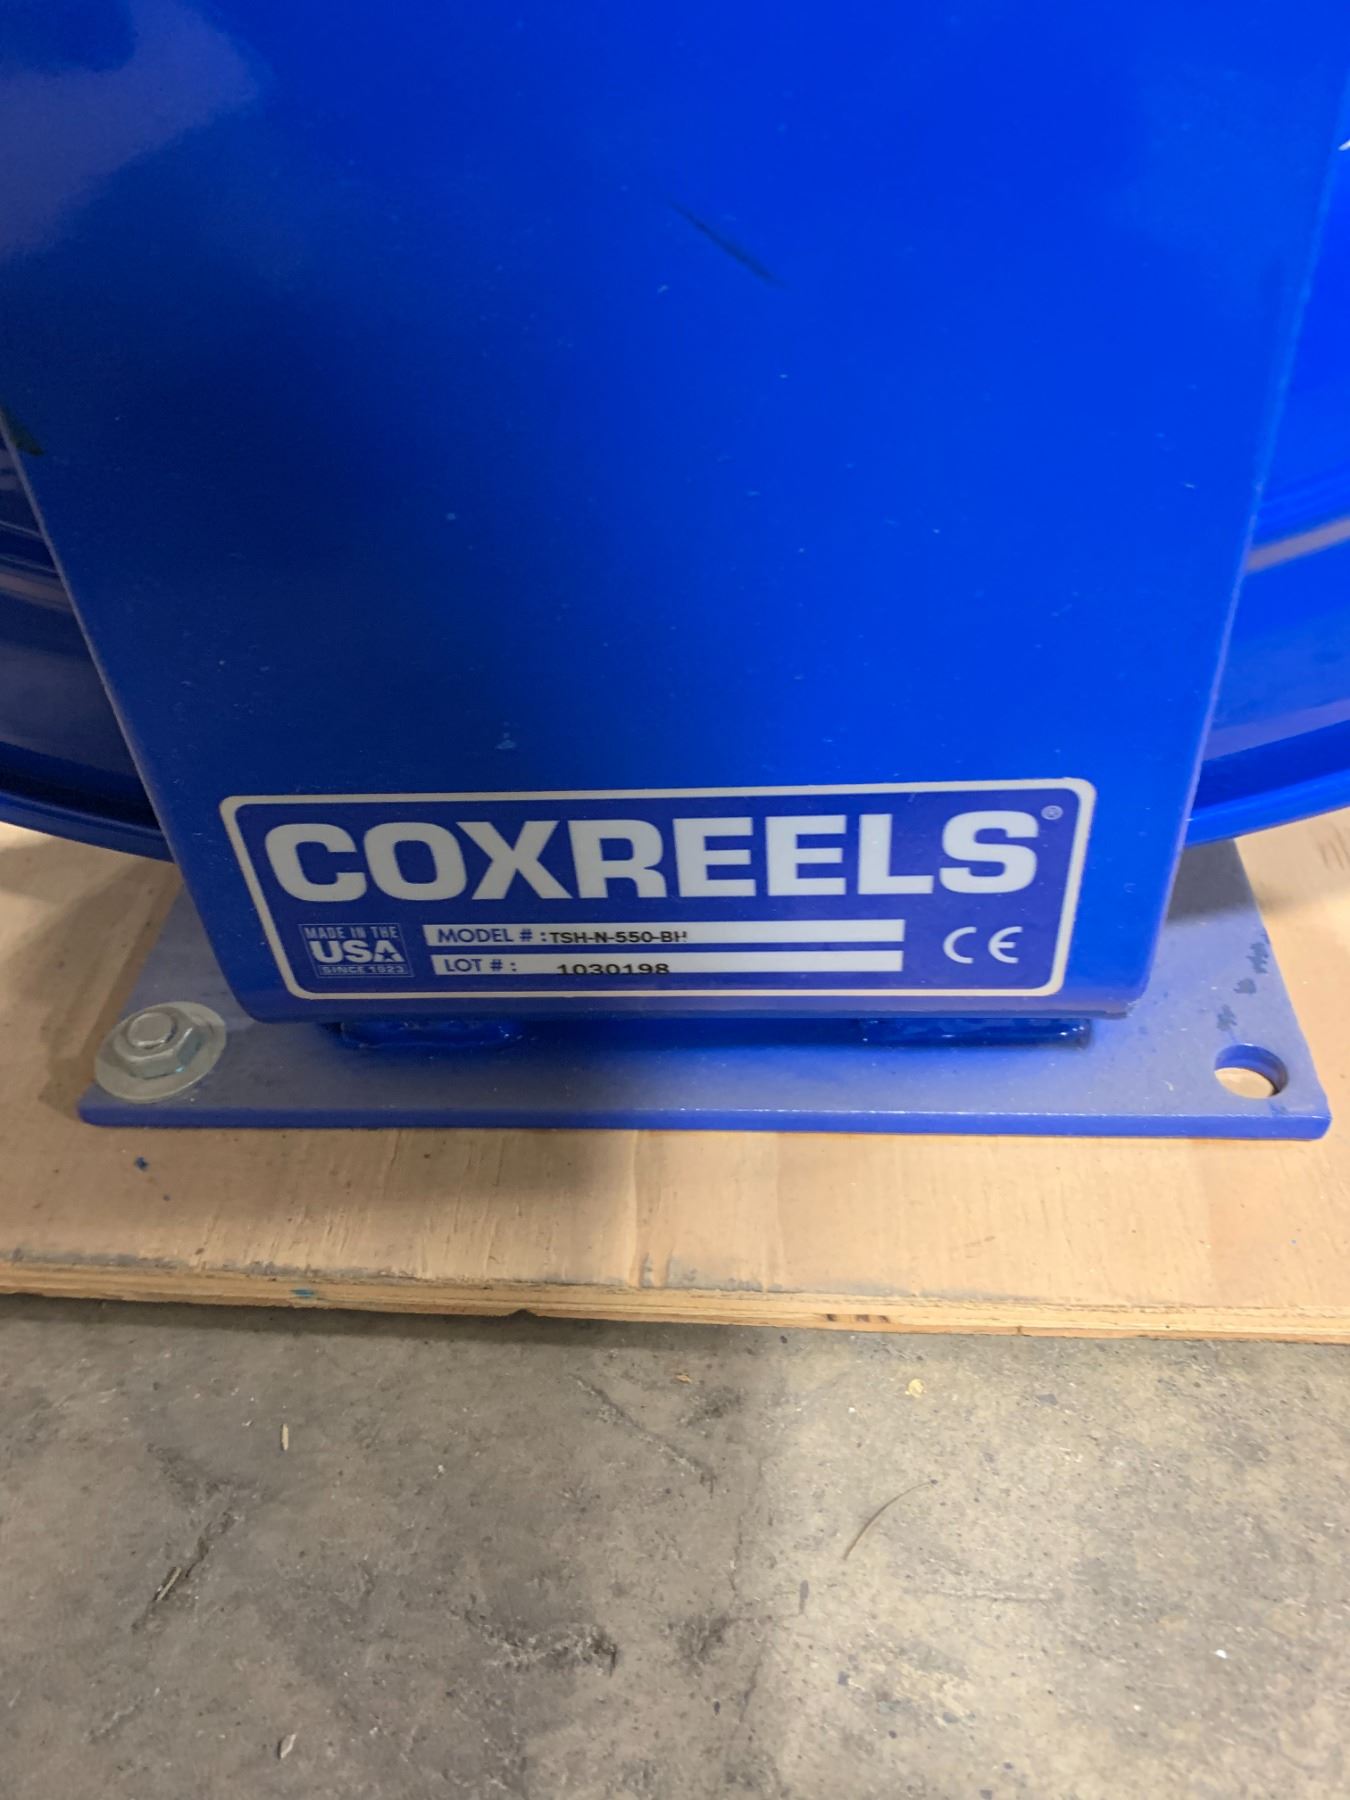 COXREELS®
MADE IN THE
USA
SINCE 1923
MODEL # : TSH-N-550-BH
LOT # : 1030198
CE